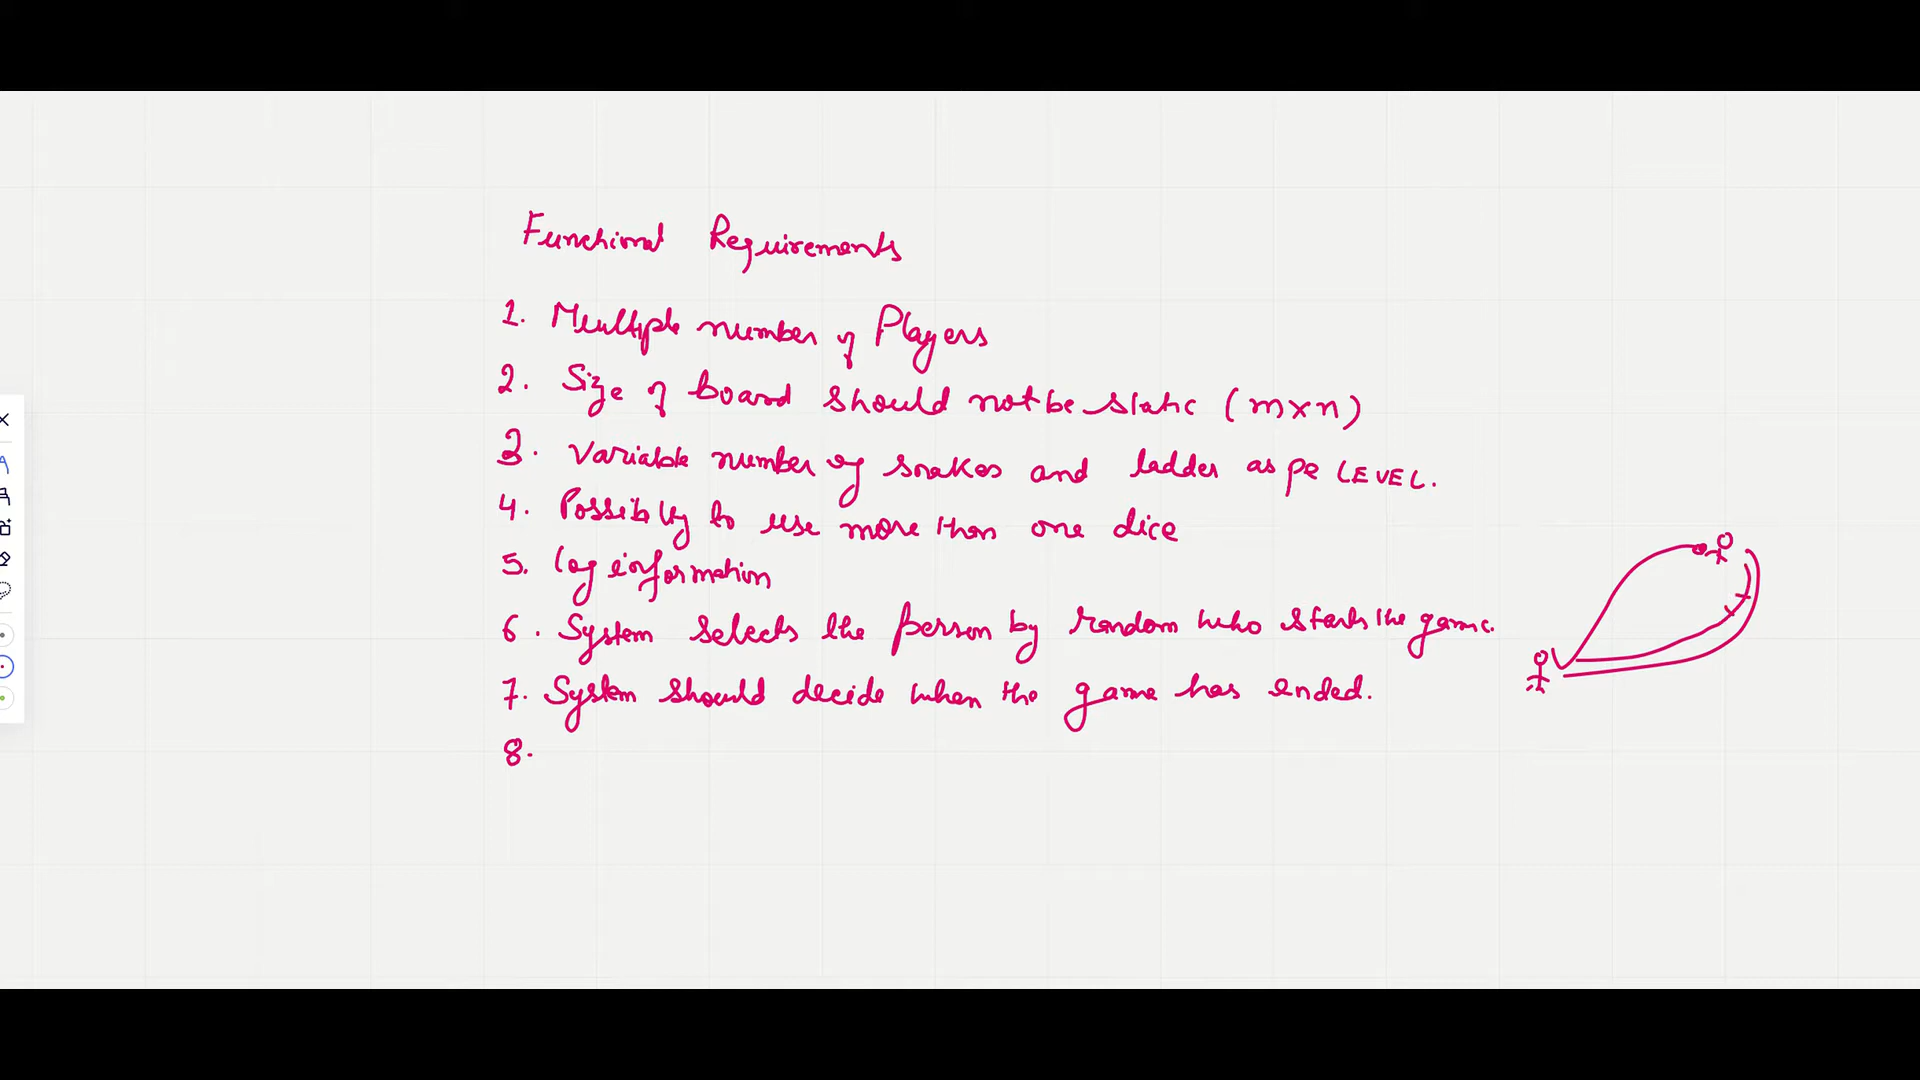 Functional Requirements
1. Multiple number of Players
2. Size of board should not be static (mxn)
3. Variable number of snakes and ladder as pe LEVEL.
4. Possiblity to use more than one dice
5. Log information
6. System selects the person by random who starts the game.
7. System should decide when the game has ended.
8.